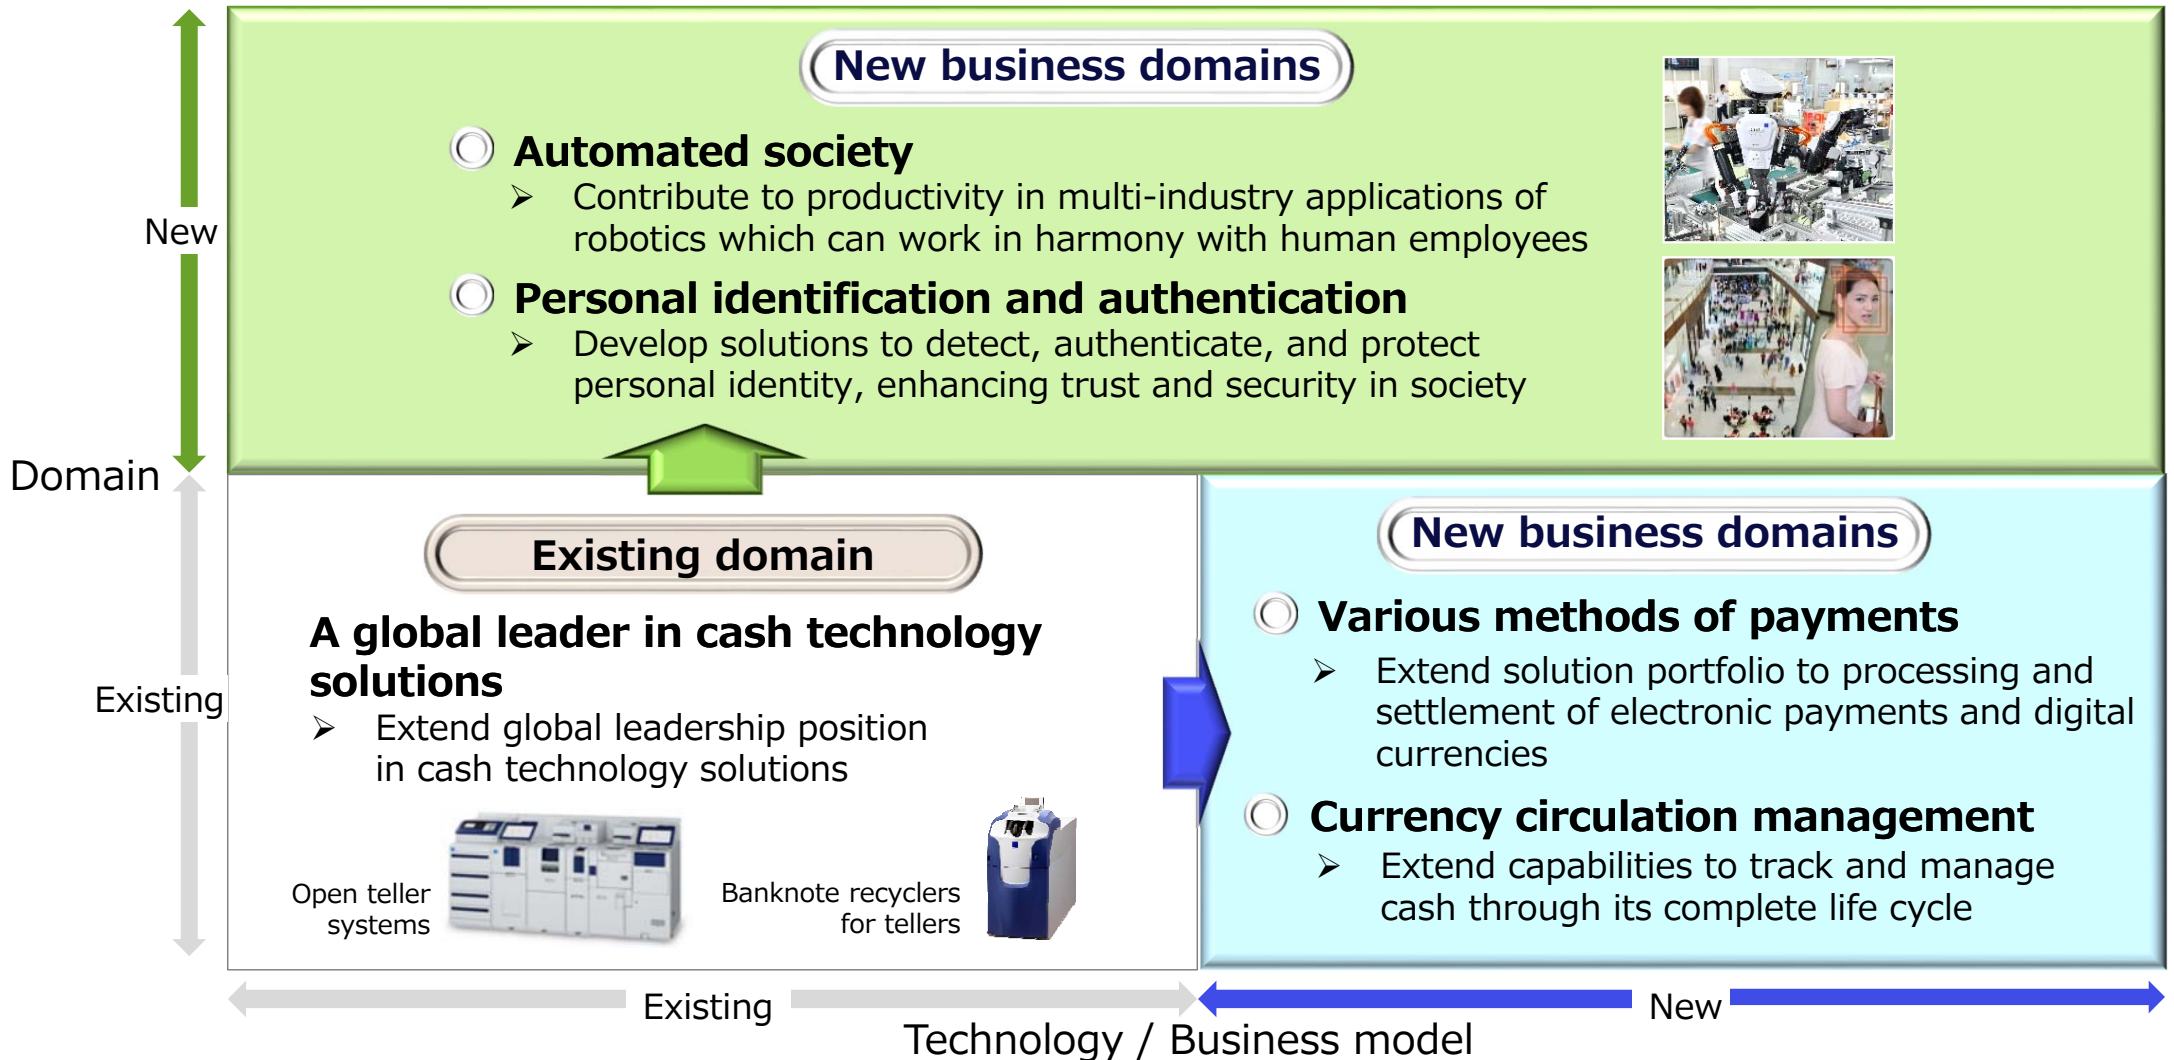 New business domains
Automated society
➢ Contribute to productivity in multi-industry applications of
robotics which can work in harmony with human employees
Personal identification and authentication
➢ Develop solutions to detect, authenticate, and protect
personal identity, enhancing trust and security in society
New
Domain
Existing
Existing domain
A global leader in cash technology
solutions
➢ Extend global leadership position
in cash technology solutions
Open teller
systems
Banknote recyclers
for tellers
New business domains
Various methods of payments
➢ Extend solution portfolio to processing and
settlement of electronic payments and digital
currencies
Currency circulation management
➢ Extend capabilities to track and manage
cash through its complete life cycle
Existing
New
Technology / Business model